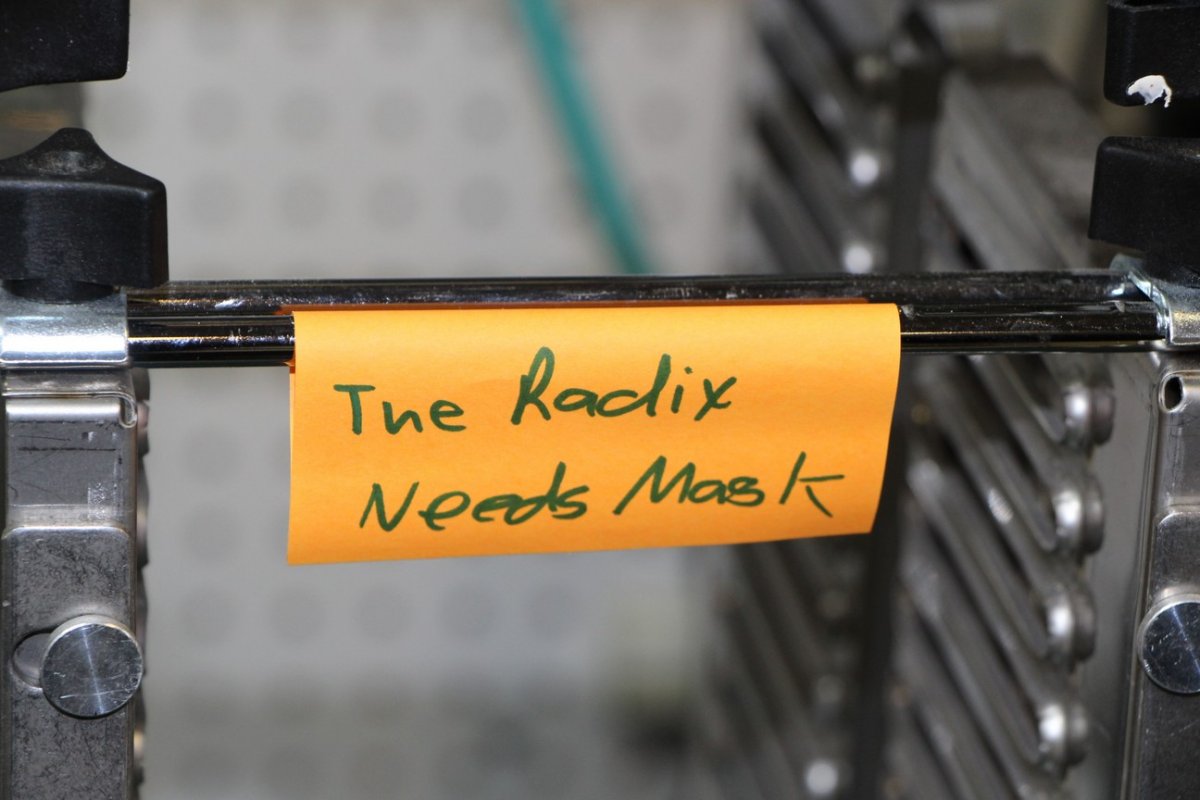 The Radix
Needs Mask